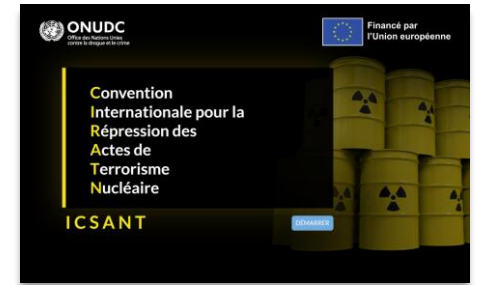 ONUDC
Office des Nations Unies
contre la drogue et le crime
Financé par
l'Union européenne
Convention
Internationale pour la
Répression des
Actes de
Terrorisme
Nucléaire
ICSANT
DÉMARRER